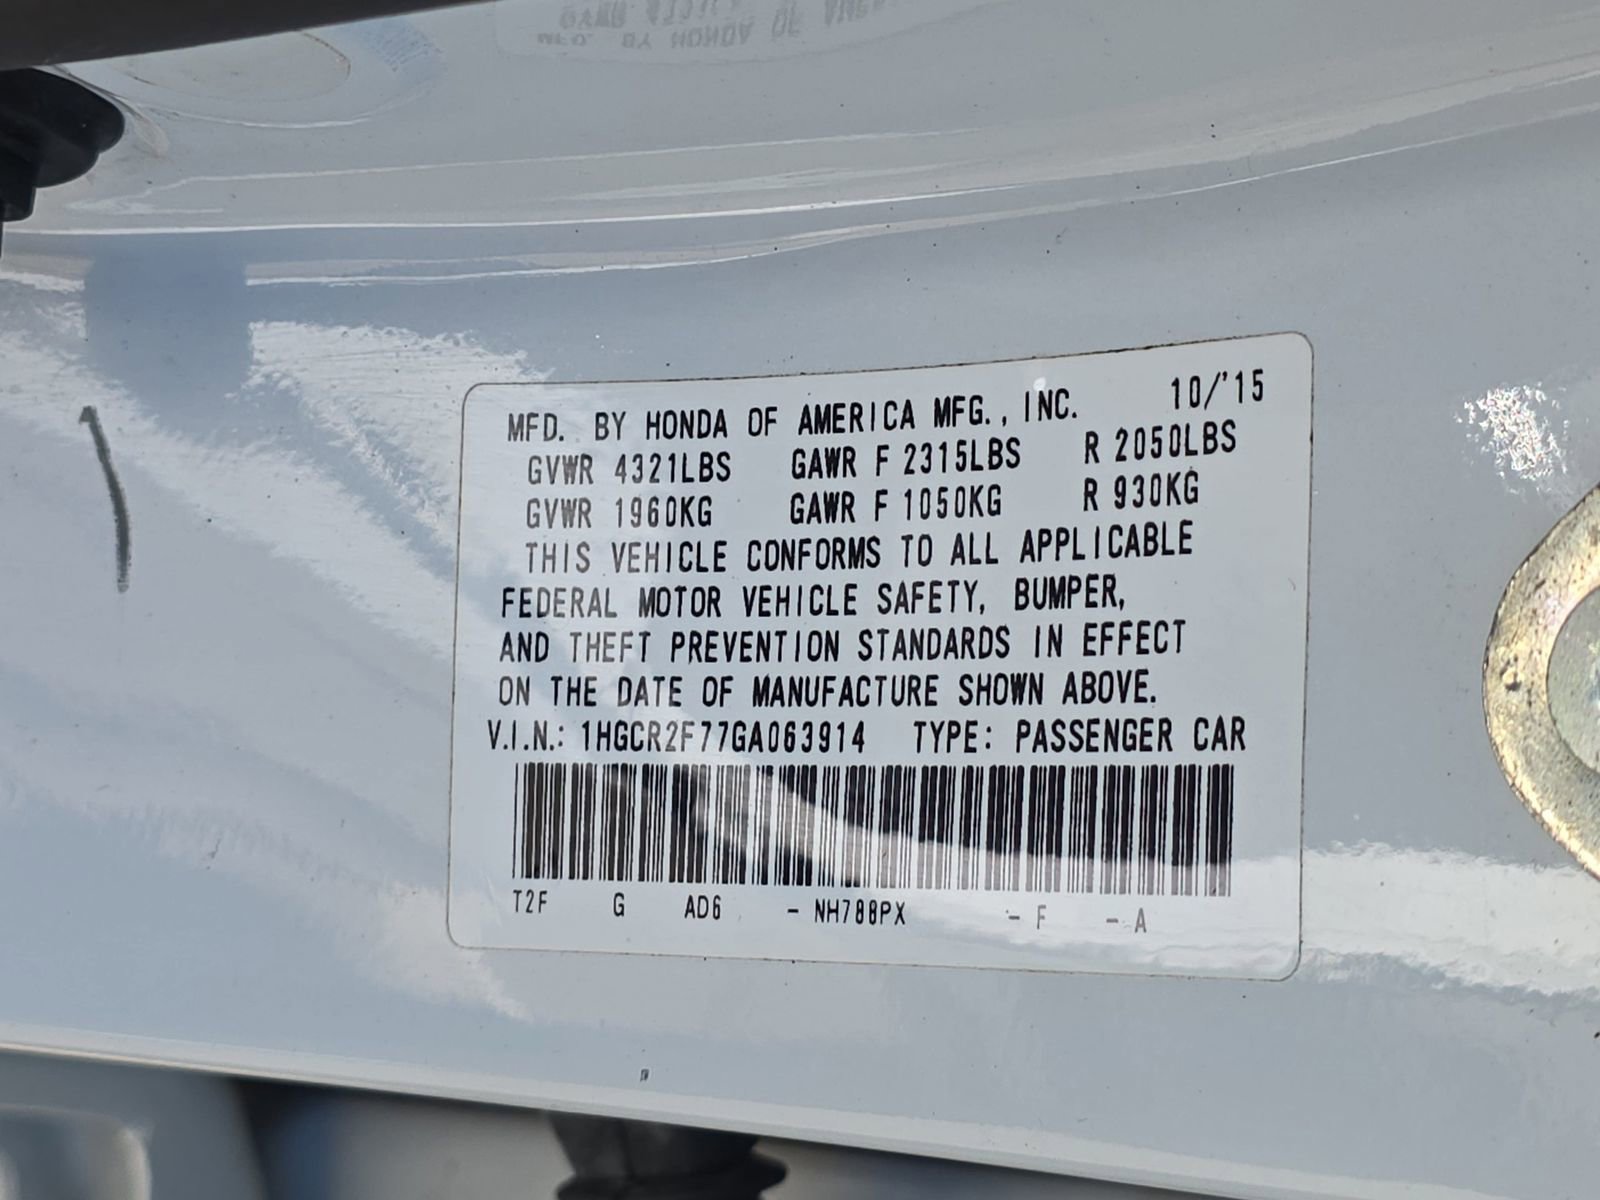 MFD. BY HONDA OF AMERICA MFG., INC. 10/'15
GVWR 4321LBS GAWR F 2315LBS R 2050LBS
GVWR 1960KG GAWR F 1050KG R 930KG
THIS VEHICLE CONFORMS TO ALL APPLICABLE
FEDERAL MOTOR VEHICLE SAFETY, BUMPER,
AND THEFT PREVENTION STANDARDS IN EFFECT
ON THE DATE OF MANUFACTURE SHOWN ABOVE.
V.I.N.: 1HGCR2F77GA063914 TYPE: PASSENGER CAR
T2F G AD6 - NH788PX - F - A